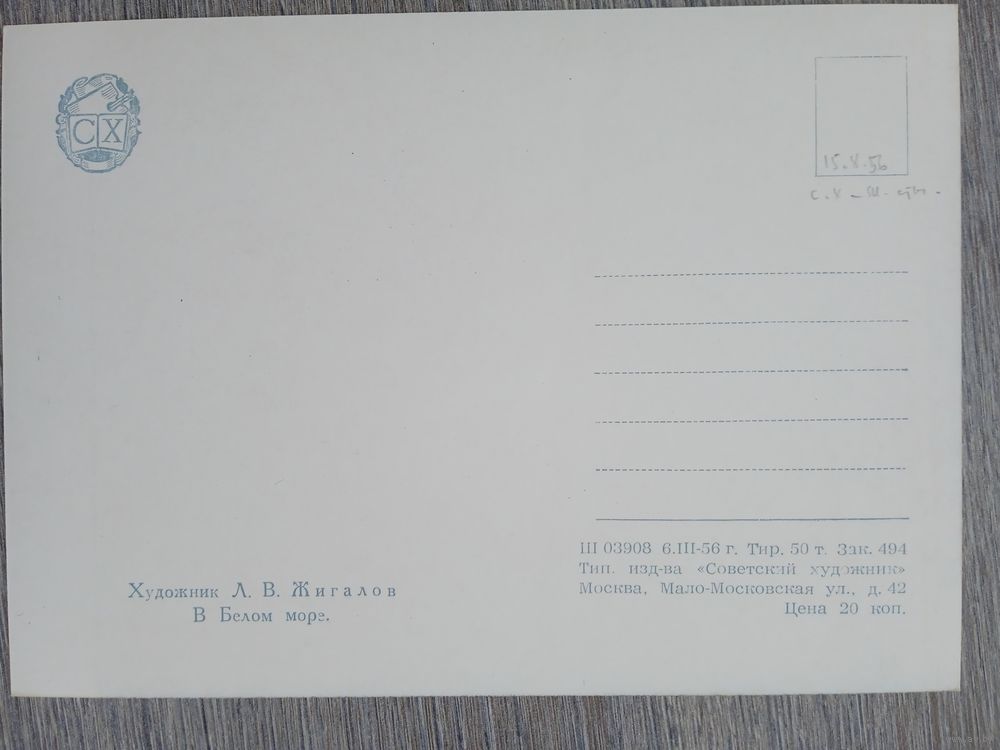 СХ
15.X.56
Художник Л. В. Жигалов
В Белом море.
Ш 03908 6.III-56 г. Тир. 50 т. Зак. 494
Тип. изд-ва «Советский художник»
Москва, Мало-Московская ул., д. 42
Цена 20 коп.